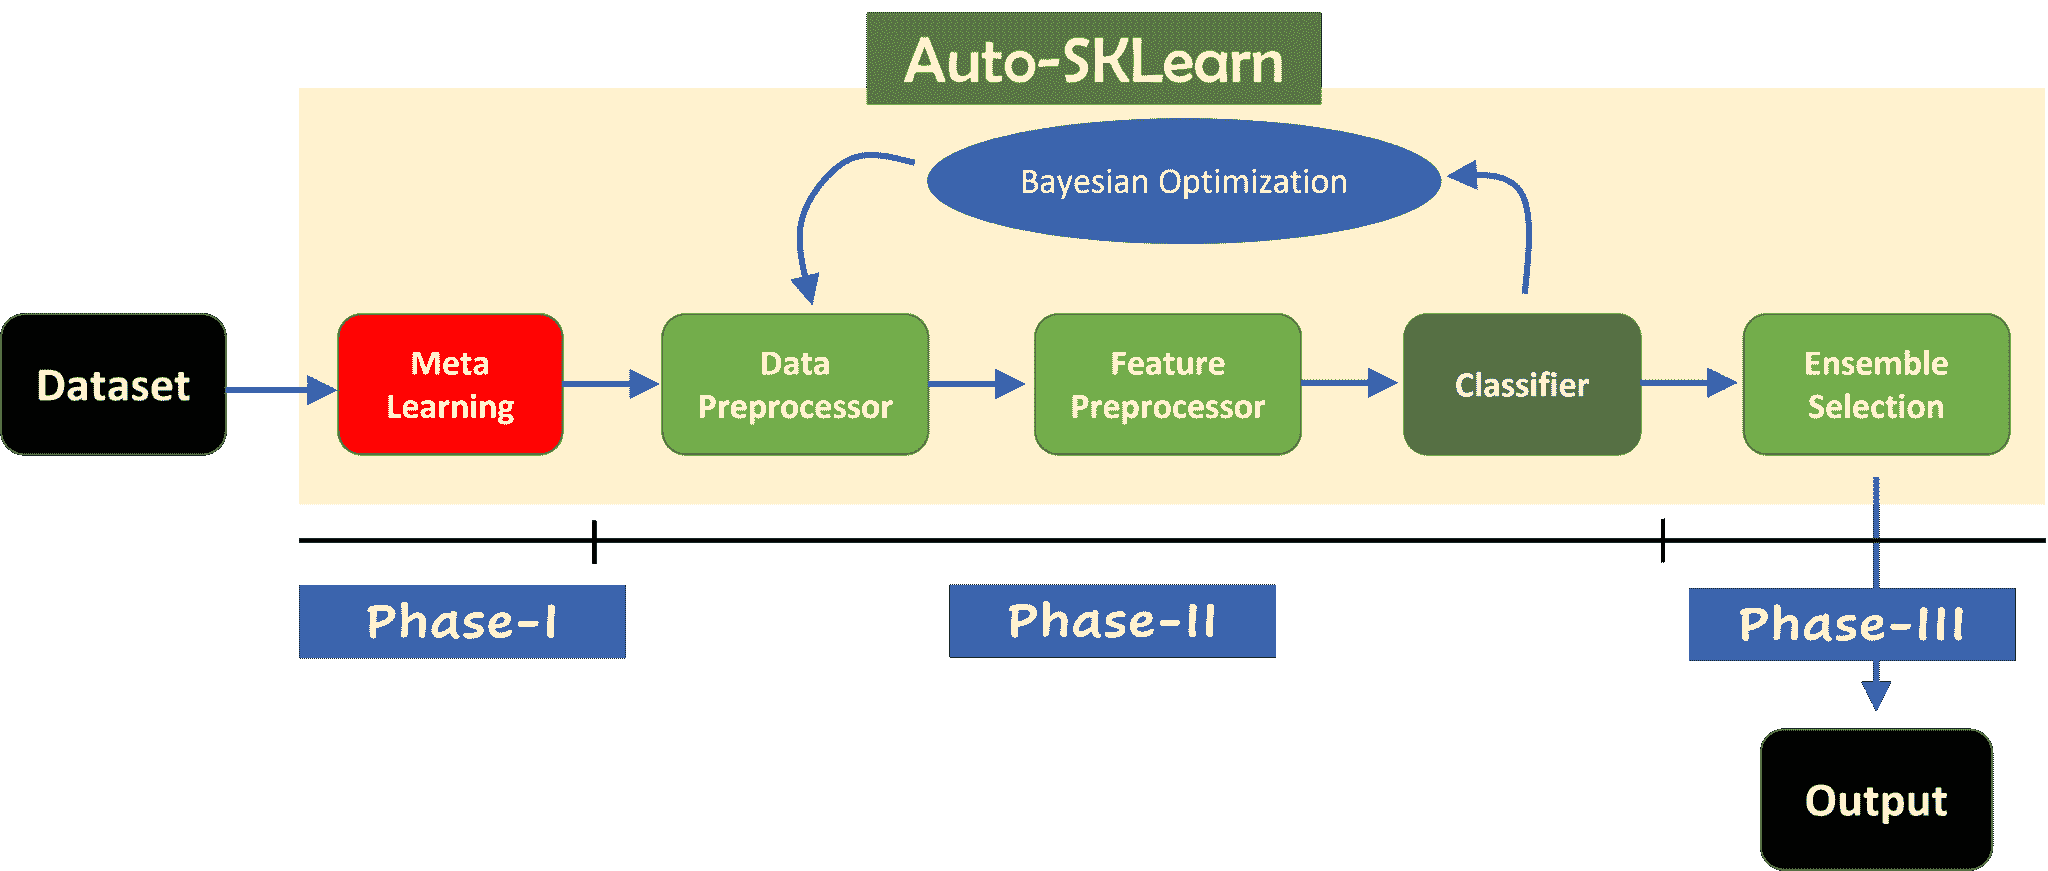 Auto-SKLearn
Bayesian Optimization
Dataset
Meta
Learning
Data
Preprocessor
Feature
Preprocessor
Classifier
Ensemble
Selection
Phase-I
Phase-II
Phase-III
Output